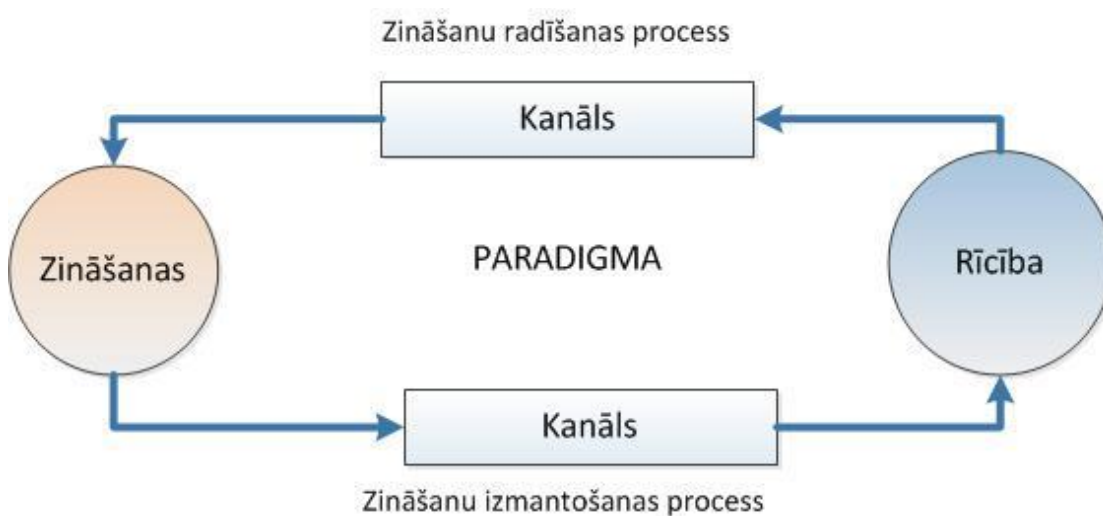 Zināšanu radīšanas process
Kanāls
Zināšanas
PARADIGMA
Rīcība
Kanāls
Zināšanu izmantošanas process